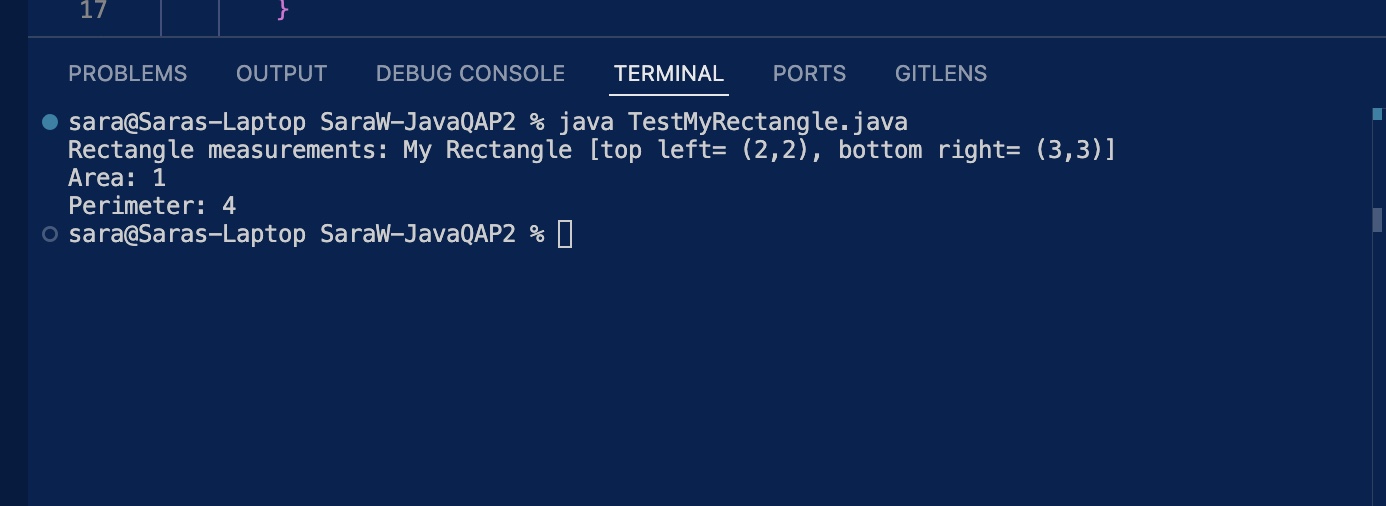 17 }
PROBLEMS OUTPUT DEBUG CONSOLE TERMINAL PORTS GITLENS
sara@Saras-Laptop SaraW-JavaQAP2 % java TestMyRectangle.java
Rectangle measurements: My Rectangle [top left= (2,2), bottom right= (3,3)]
Area: 1
Perimeter: 4
sara@Saras-Laptop SaraW-JavaQAP2 %